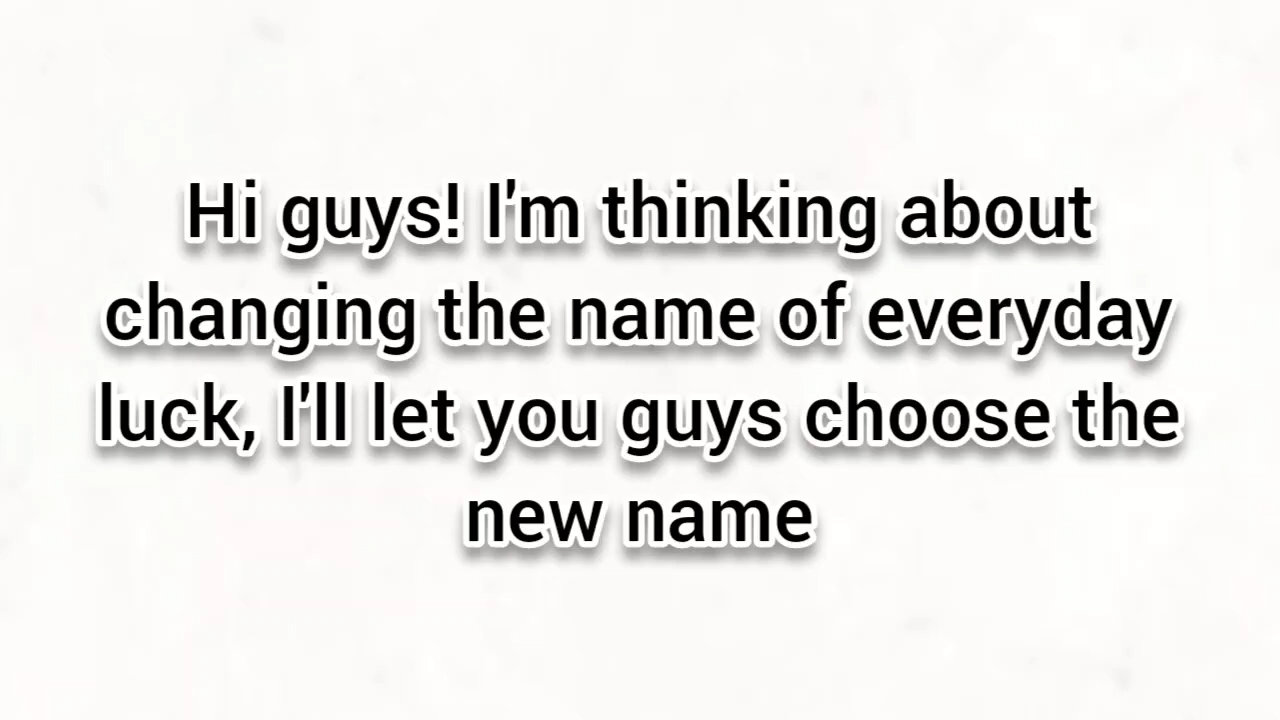 Hi guys! I'm thinking about
changing the name of everyday
luck, I'll let you guys choose the
new name